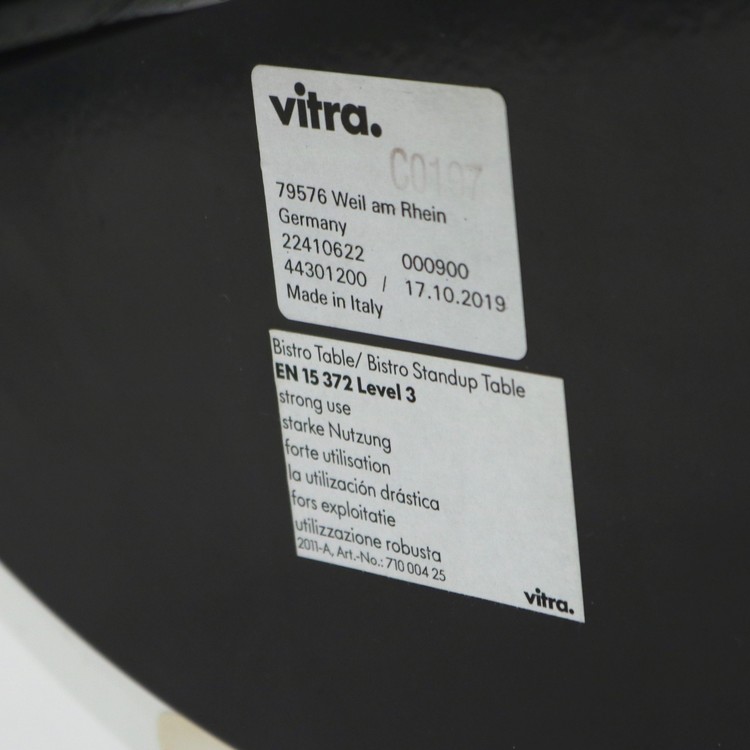 vitra.
C0107
79576 Weil am Rhein
Germany
22410622 000900
44301200 / 17.10.2019
Made in Italy
Bistro Table/ Bistro Standup Table
EN 15 372 Level 3
strong use
starke Nutzung
forte utilisation
la utilización drástica
fors exploitatie
utilizzazione robusta
2011-A, Art.-No.: 710 004 25
vitra.